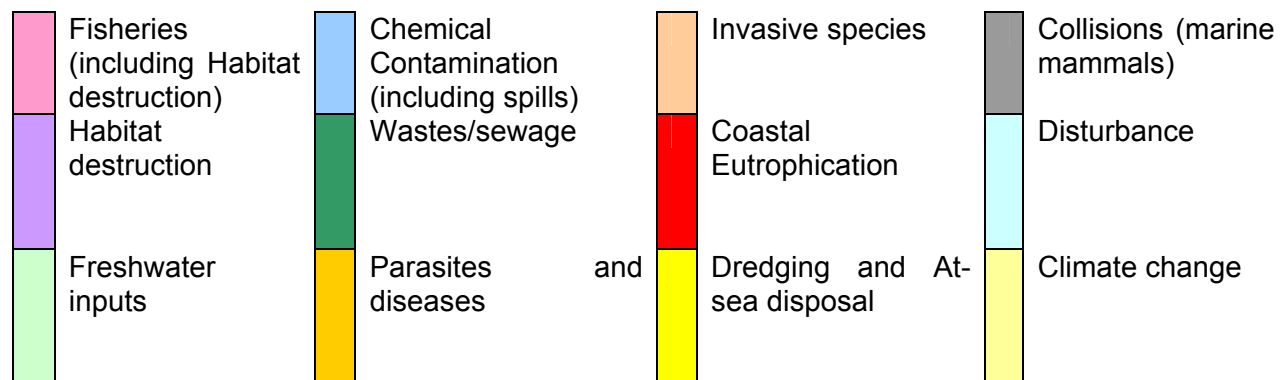 Fisheries
(including Habitat
destruction)
Chemical
Contamination
(including spills)
Invasive species
Collisions (marine
mammals)
Habitat
destruction
Wastes/sewage
Coastal
Eutrophication
Disturbance
Freshwater
inputs
Parasites and
diseases
Dredging and At-
sea disposal
Climate change